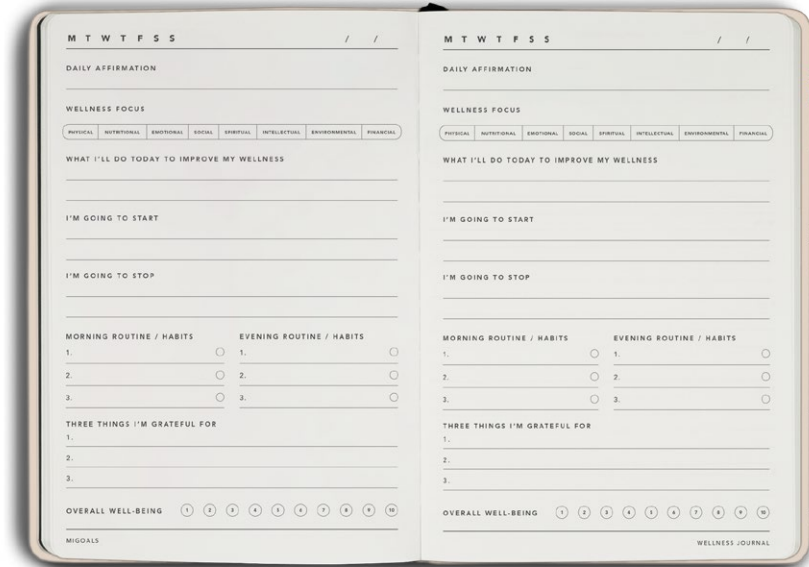 M T W T F S S / /
DAILY AFFIRMATION
WELLNESS FOCUS
PHYSICAL NUTRITIONAL EMOTIONAL SOCIAL SPIRITUAL INTELLECTUAL ENVIRONMENTAL FINANCIAL
WHAT I'LL DO TODAY TO IMPROVE MY WELLNESS
I'M GOING TO START
I'M GOING TO STOP
MORNING ROUTINE / HABITS EVENING ROUTINE / HABITS
1. 1.
2. 2.
3. 3.
THREE THINGS I'M GRATEFUL FOR
1.
2.
3.
OVERALL WELL-BEING 1 2 3 4 5 6 7 8 9 10
MIGOALS
M T W T F S S / /
DAILY AFFIRMATION
WELLNESS FOCUS
PHYSICAL NUTRITIONAL EMOTIONAL SOCIAL SPIRITUAL INTELLECTUAL ENVIRONMENTAL FINANCIAL
WHAT I'LL DO TODAY TO IMPROVE MY WELLNESS
I'M GOING TO START
I'M GOING TO STOP
MORNING ROUTINE / HABITS EVENING ROUTINE / HABITS
1. 1.
2. 2.
3. 3.
THREE THINGS I'M GRATEFUL FOR
1.
2.
3.
OVERALL WELL-BEING 1 2 3 4 5 6 7 8 9 10
WELLNESS JOURNAL